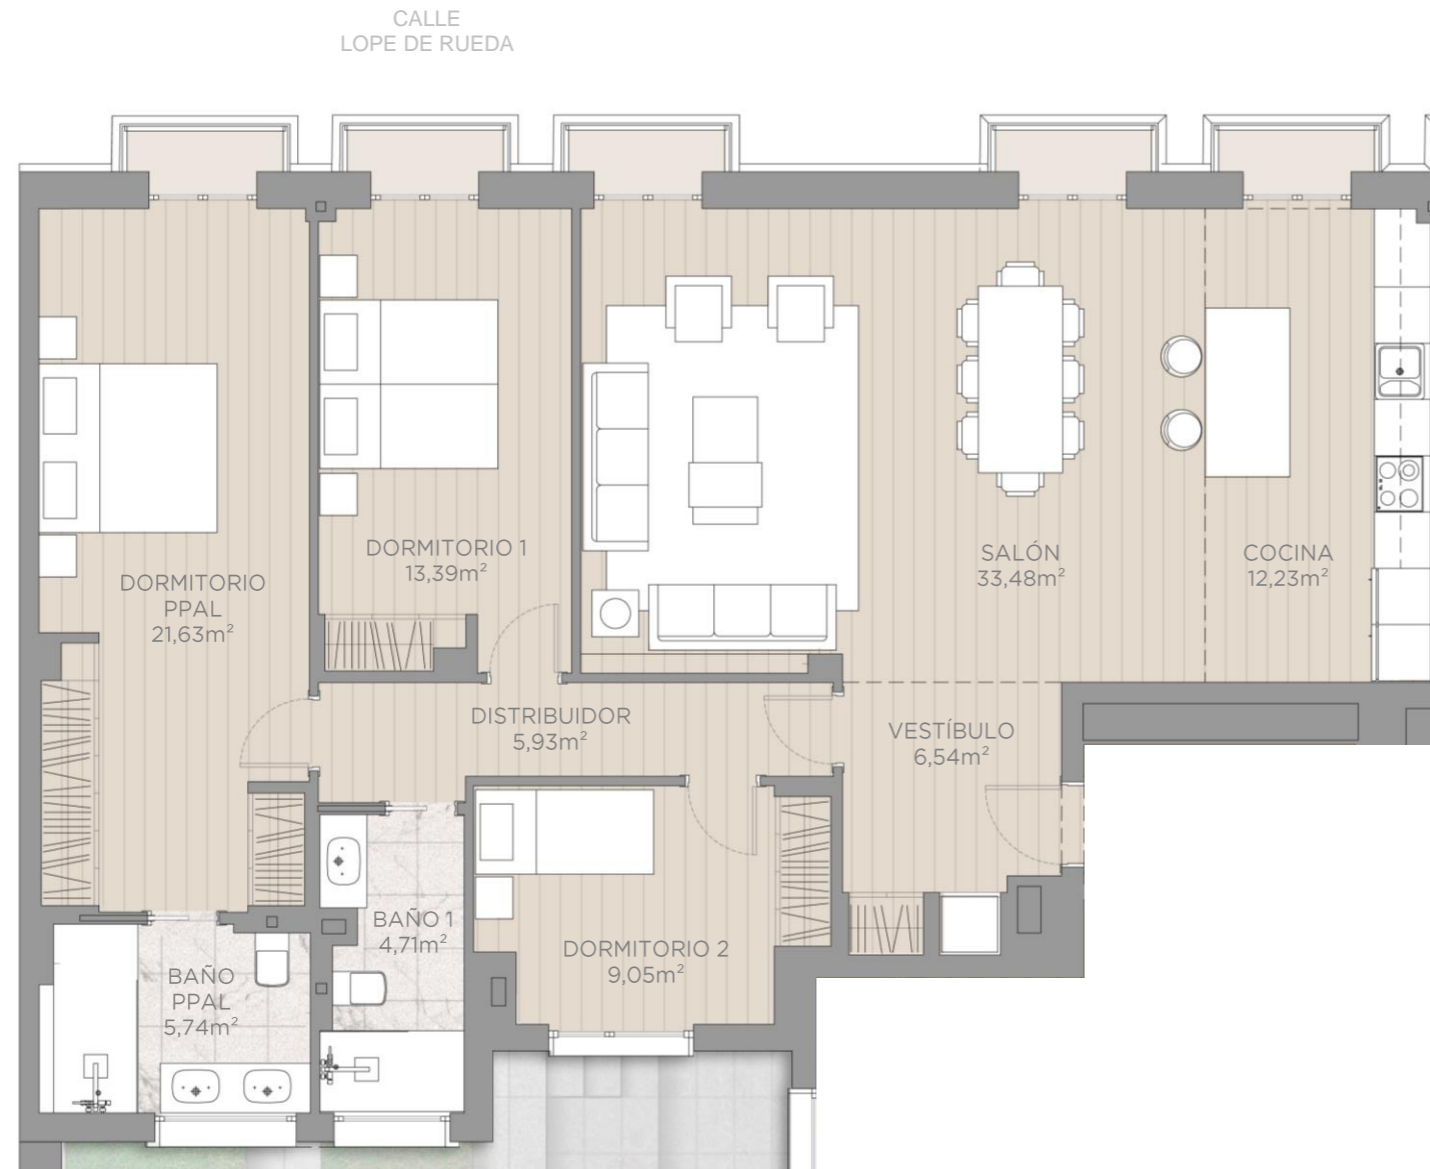 CALLE
LOPE DE RUEDA
DORMITORIO 1
13,39m²
SALÓN
33,48m²
COCINA
12,23m²
DORMITORIO
PPAL
21,63m²
DISTRIBUIDOR
5,93m²
VESTÍBULO
6,54m²
BAÑO 1
4,71m²
DORMITORIO 2
9,05m²
BAÑO
PPAL
5,74m²